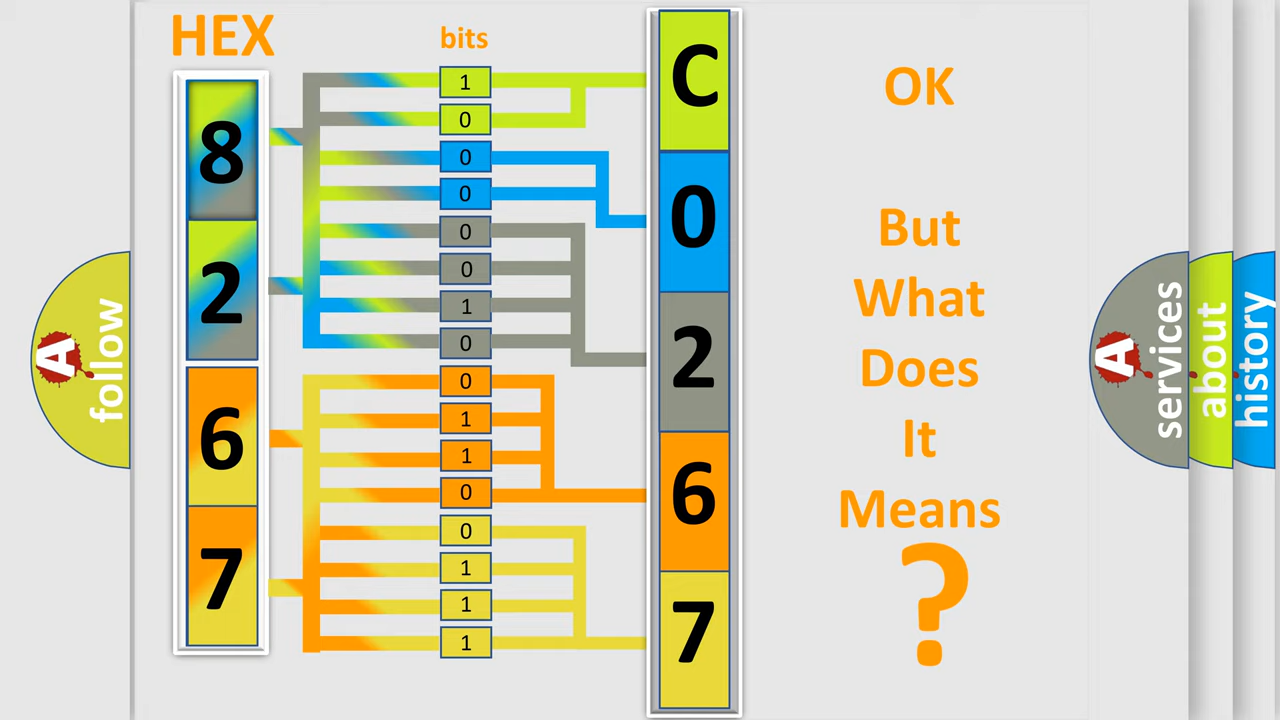 HEX
bits
8
2
6
7
1
0
0
0
0
0
1
0
0
1
1
0
0
1
1
1
C
0
2
6
7
OK
But
What
Does
It
Means
?
A
follow
A
services
about
history